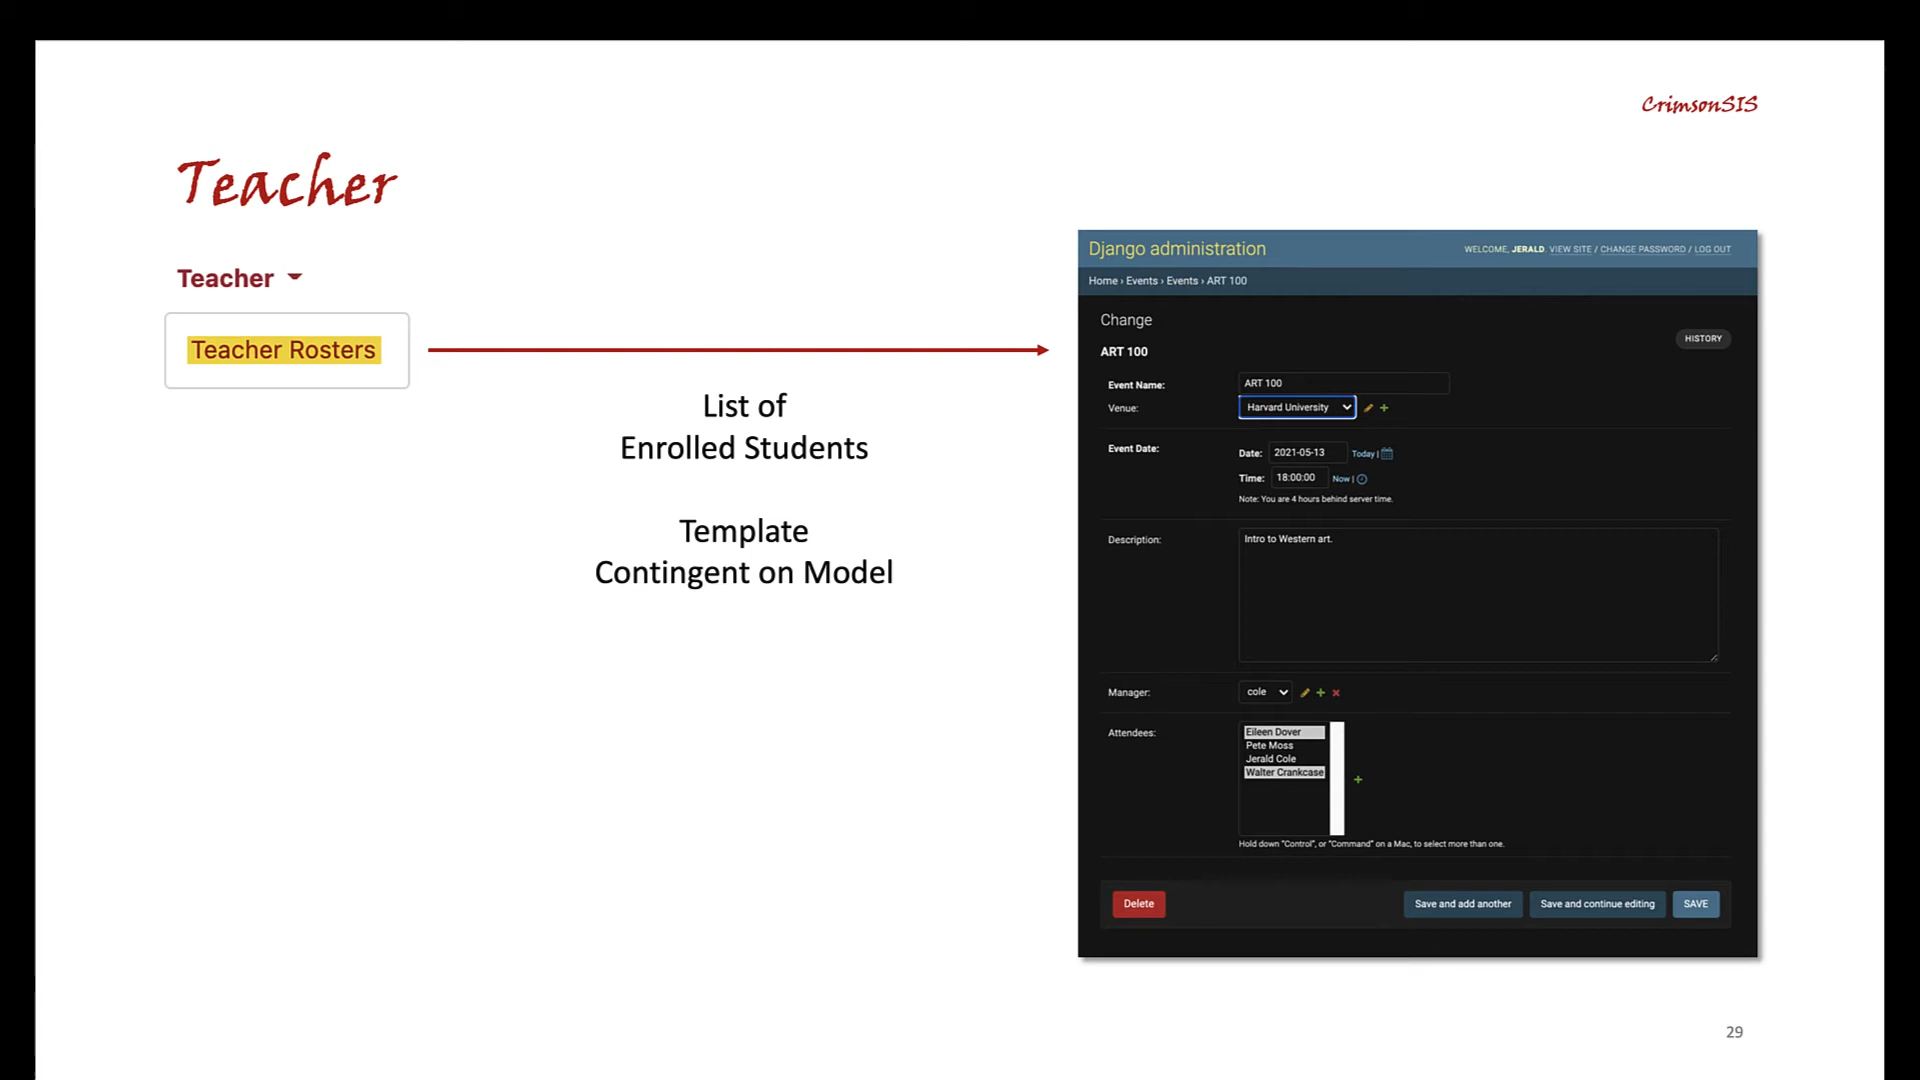 CrimsonSIS
Teacher
Teacher
Teacher Rosters
List of
Enrolled Students
Template
Contingent on Model
Django administration
WELCOME, JERALD. VIEW SITE / CHANGE PASSWORD / LOG OUT
Home › Events › Events › ART 100
Change
HISTORY
ART 100
Event Name: ART 100
Venue: Harvard University
Event Date:
Date: 2021-05-13 Today |
Time: 18:00:00 Now |
Note: You are 4 hours behind server time.
Description: Intro to Western art.
Manager: cole
Attendees:
Eileen Dover
Pete Moss
Jerald Cole
Walter Crankcase
Hold down "Control", or "Command" on a Mac, to select more than one.
Delete Save and add another Save and continue editing SAVE
29